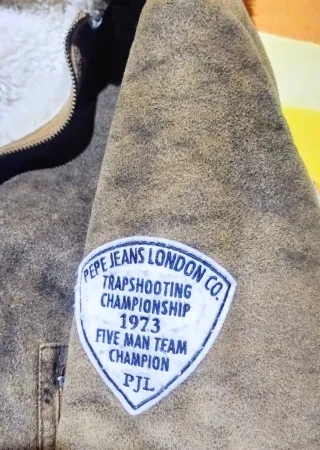 PEPE JEANS LONDON CO.
TRAPSHOOTING
CHAMPIONSHIP
1973
FIVE MAN TEAM
CHAMPION
PJL